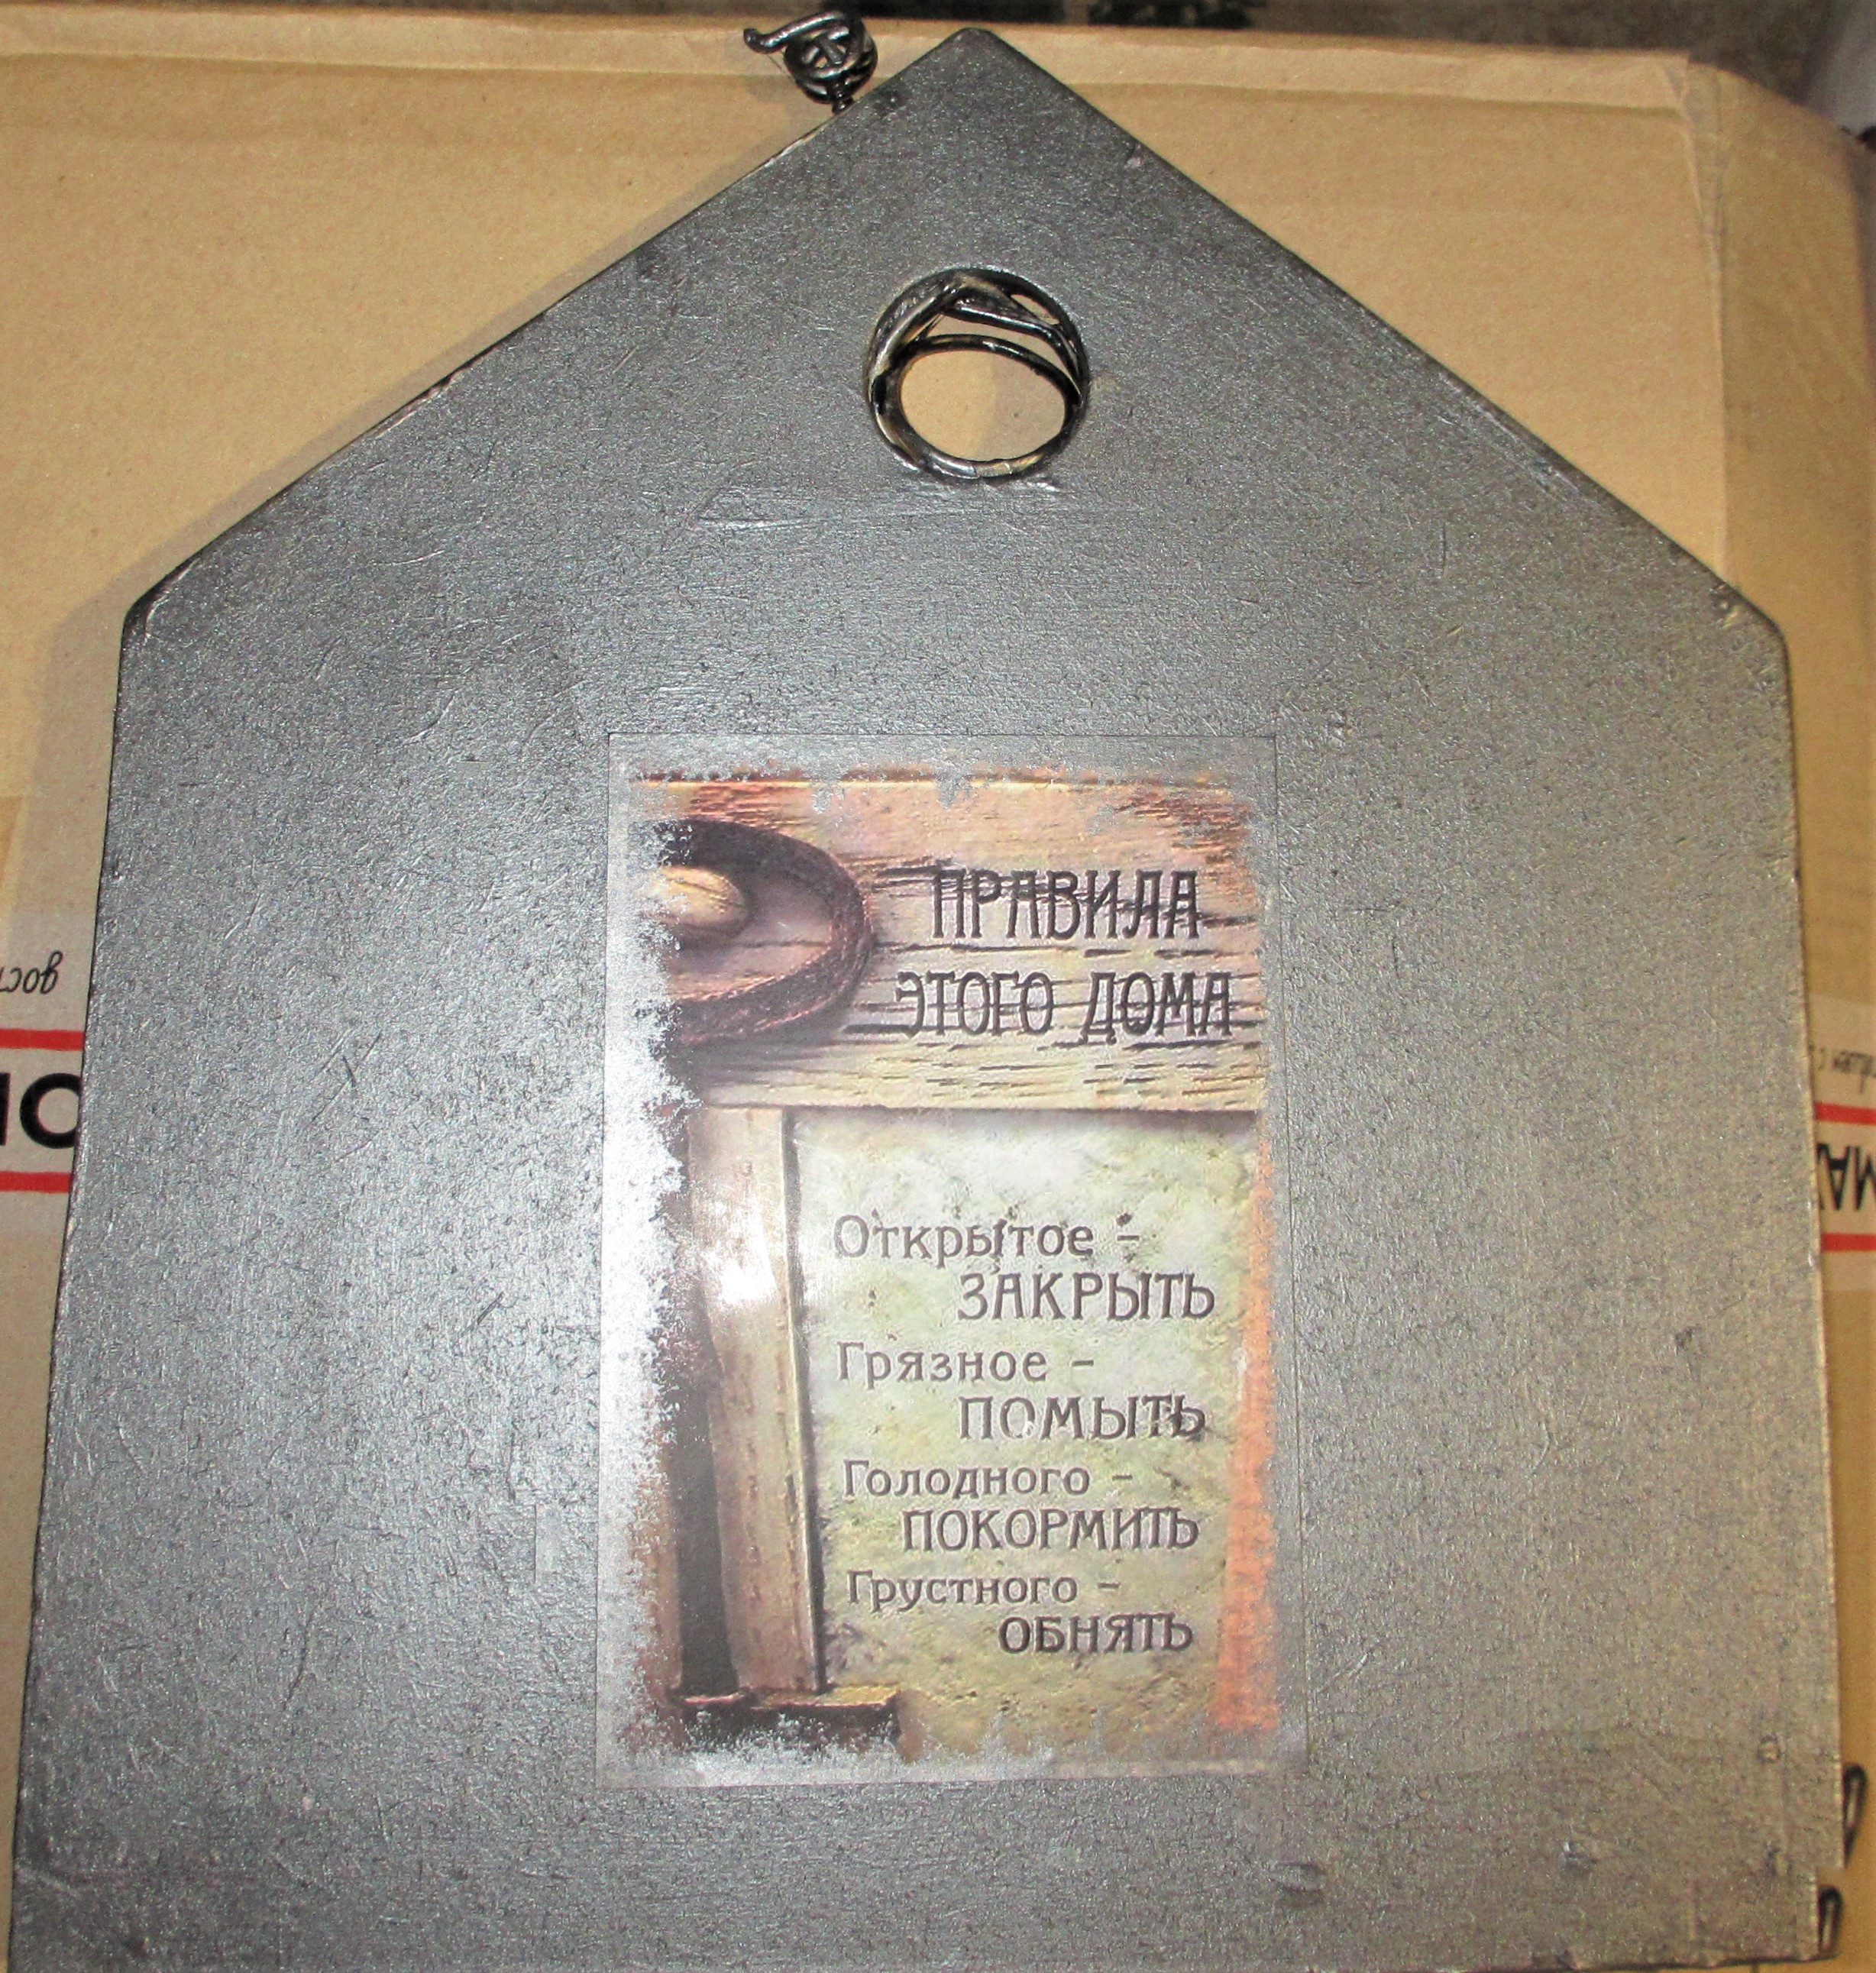 ПРАВИЛА
ЭТОГО ДОМА
Открытое -
ЗАКРЫТЬ
Грязное -
ПОМЫТЬ
Голодного -
ПОКОРМИТЬ
Грустного -
ОБНЯТЬ